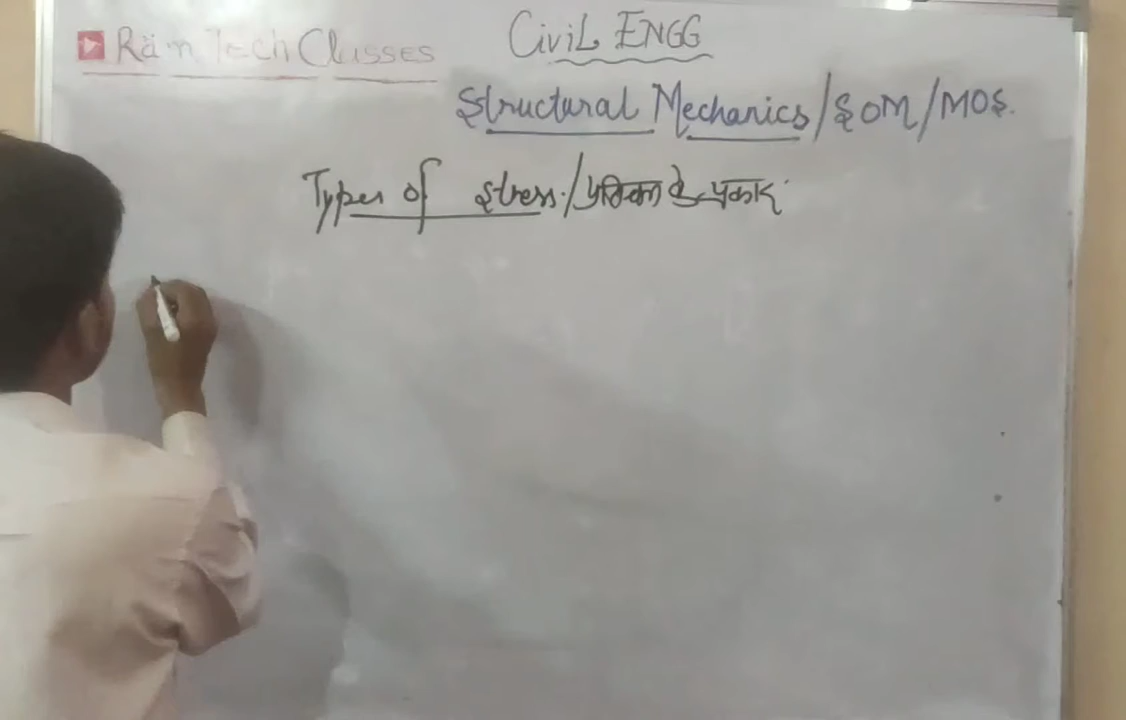 Ram Tech Classes
Civil ENGG
Structural Mechanics/SOM/MOS.
Types of stress./प्रतिबल के प्रकार